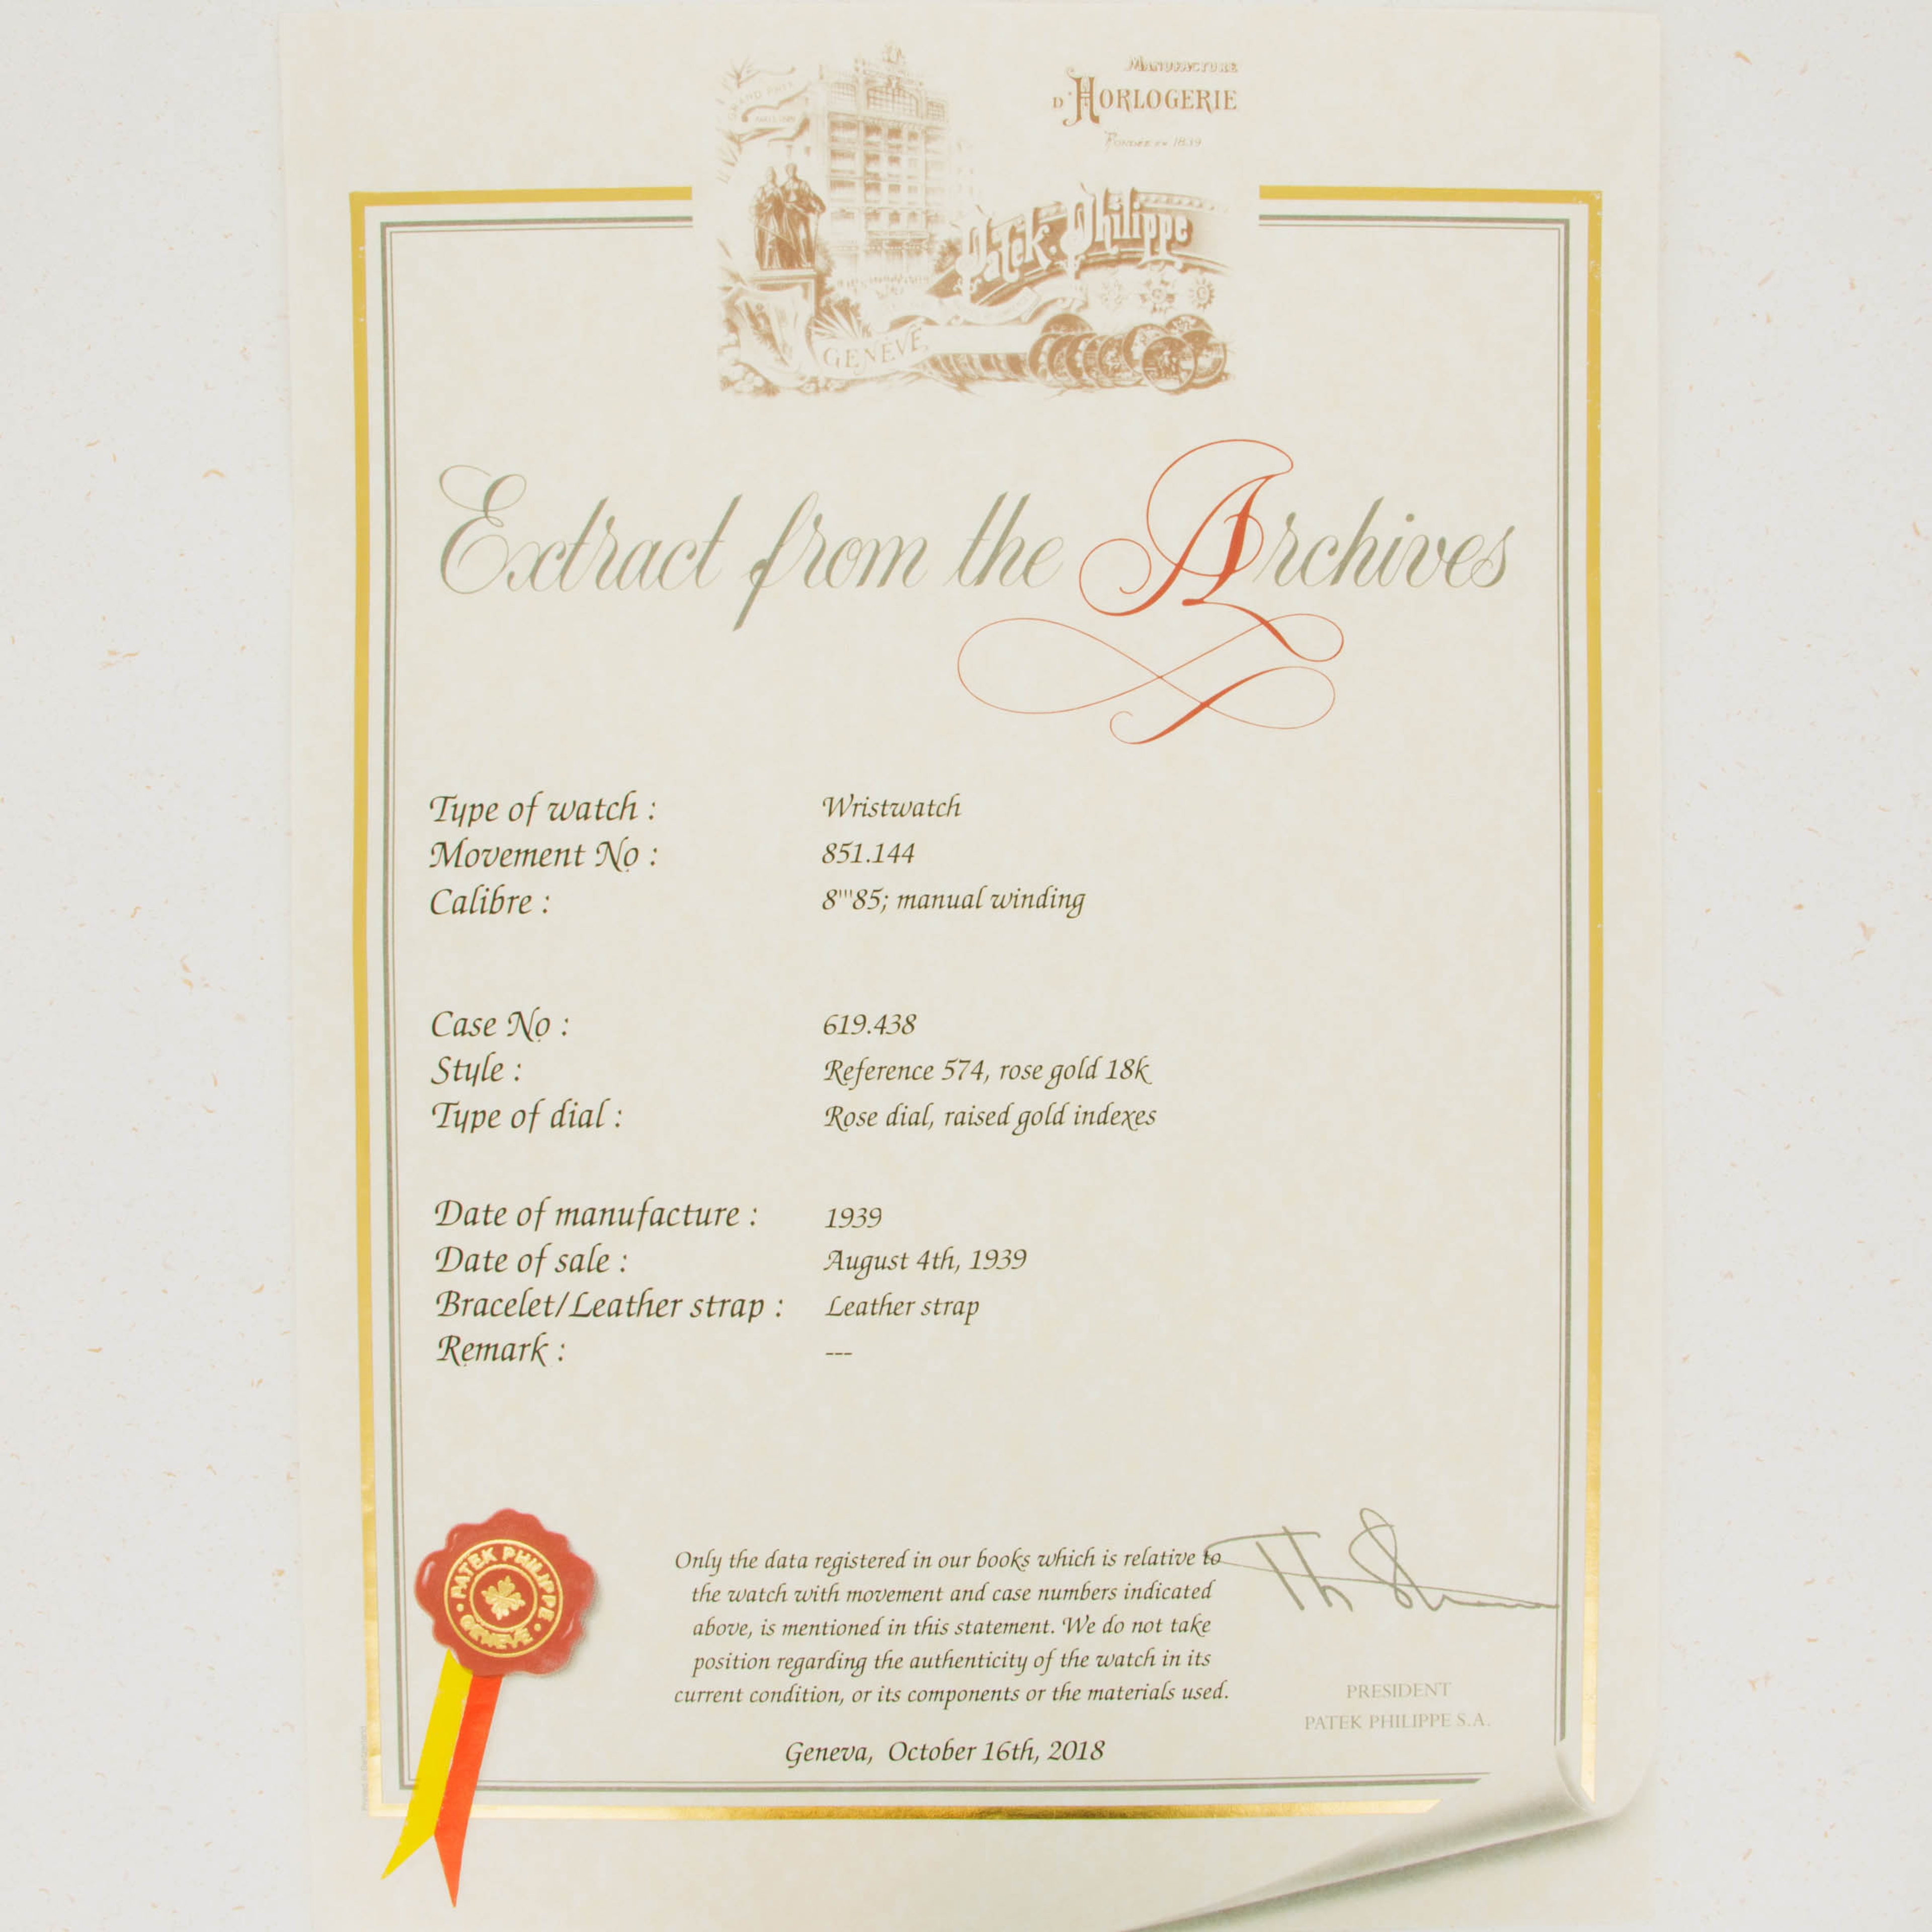 MANUFACTURE
D'HORLOGERIE
FONDÉE EN 1839
Patek Philippe
GENÈVE
Extract from the Archives
Type of watch : Wristwatch
Movement No : 851.144
Calibre : 8'''85; manual winding
Case No : 619.438
Style : Reference 574, rose gold 18k
Type of dial : Rose dial, raised gold indexes
Date of manufacture : 1939
Date of sale : August 4th, 1939
Bracelet/Leather strap : Leather strap
Remark : ---
PATEK PHILIPPE
GENEVE
Only the data registered in our books which is relative to
the watch with movement and case numbers indicated
above, is mentioned in this statement. We do not take
position regarding the authenticity of the watch in its
current condition, or its components or the materials used.
Geneva, October 16th, 2018
PRESIDENT
PATEK PHILIPPE S.A.